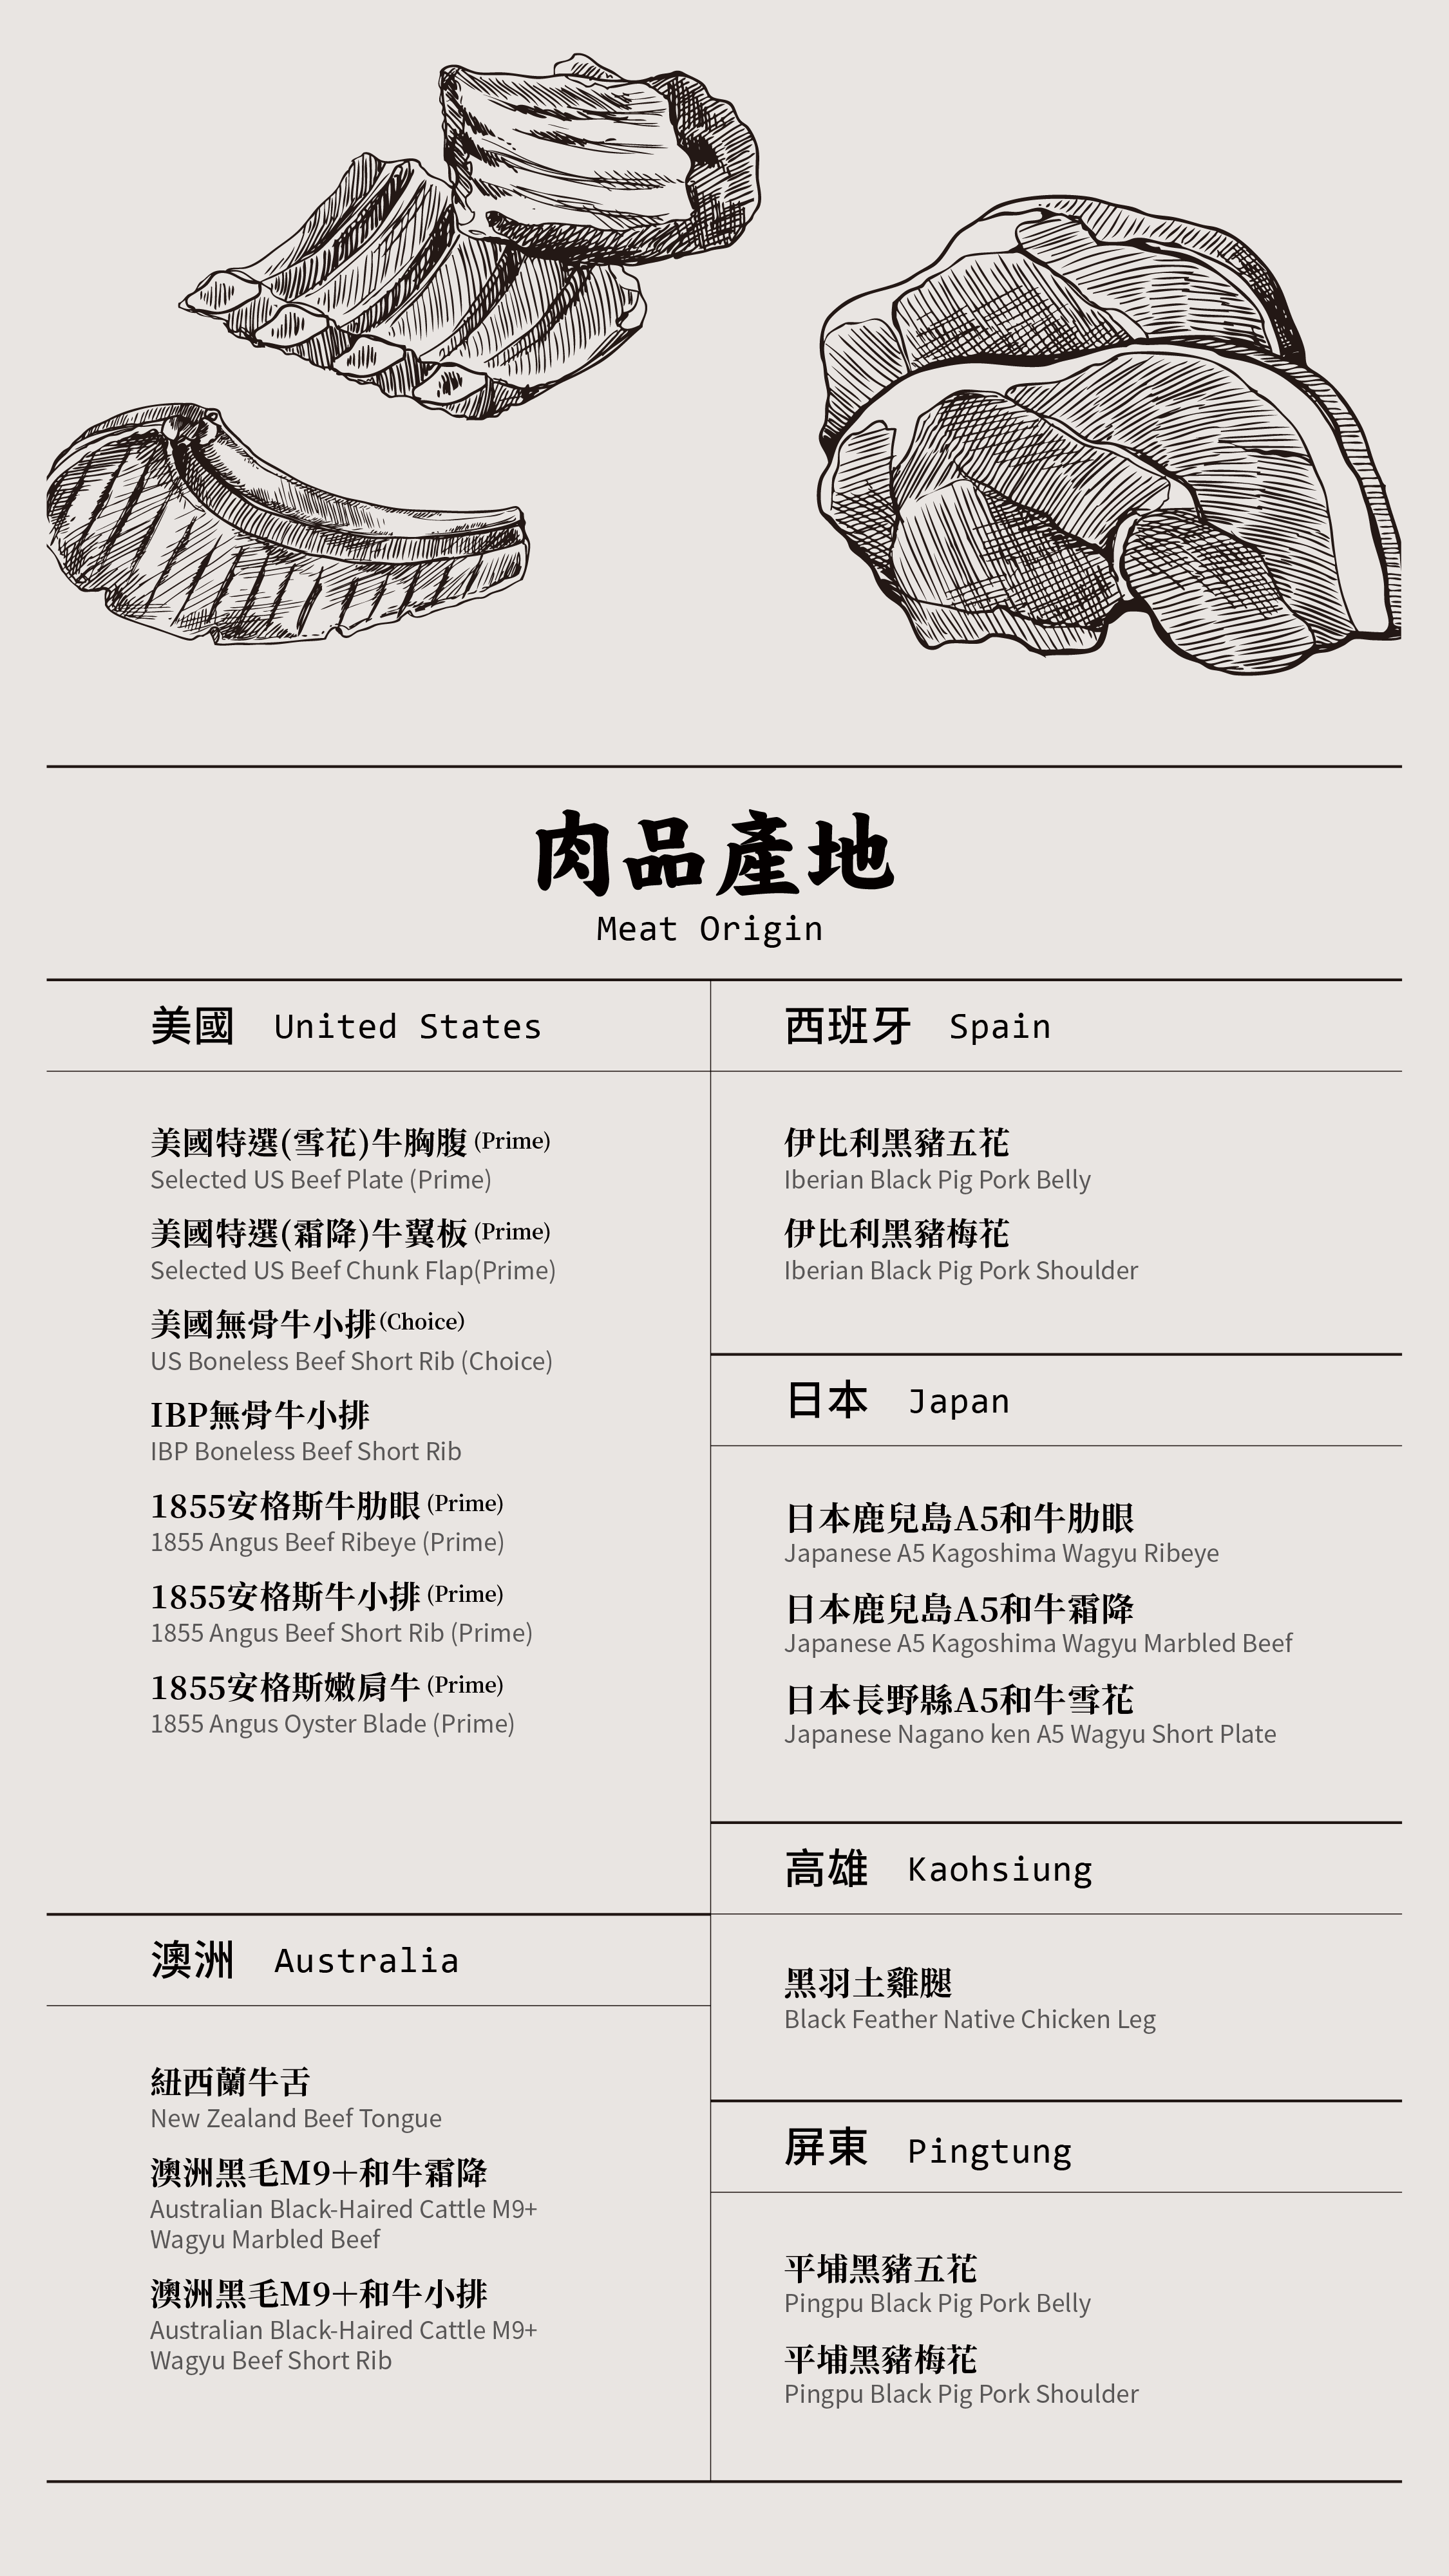 肉品產地
Meat Origin
美國 United States
美國特選(雪花)牛胸腹 (Prime)
Selected US Beef Plate (Prime)
美國特選(霜降)牛翼板 (Prime)
Selected US Beef Chunk Flap(Prime)
美國無骨牛小排(Choice)
US Boneless Beef Short Rib (Choice)
IBP無骨牛小排
IBP Boneless Beef Short Rib
1855安格斯牛肋眼 (Prime)
1855 Angus Beef Ribeye (Prime)
1855安格斯牛小排 (Prime)
1855 Angus Beef Short Rib (Prime)
1855安格斯嫩肩牛 (Prime)
1855 Angus Oyster Blade (Prime)
澳洲 Australia
紐西蘭牛舌
New Zealand Beef Tongue
澳洲黑毛M9+和牛霜降
Australian Black-Haired Cattle M9+
Wagyu Marbled Beef
澳洲黑毛M9+和牛小排
Australian Black-Haired Cattle M9+
Wagyu Beef Short Rib
西班牙 Spain
伊比利黑豬五花
Iberian Black Pig Pork Belly
伊比利黑豬梅花
Iberian Black Pig Pork Shoulder
日本 Japan
日本鹿兒島A5和牛肋眼
Japanese A5 Kagoshima Wagyu Ribeye
日本鹿兒島A5和牛霜降
Japanese A5 Kagoshima Wagyu Marbled Beef
日本長野縣A5和牛雪花
Japanese Nagano ken A5 Wagyu Short Plate
高雄 Kaohsiung
黑羽土雞腿
Black Feather Native Chicken Leg
屏東 Pingtung
平埔黑豬五花
Pingpu Black Pig Pork Belly
平埔黑豬梅花
Pingpu Black Pig Pork Shoulder